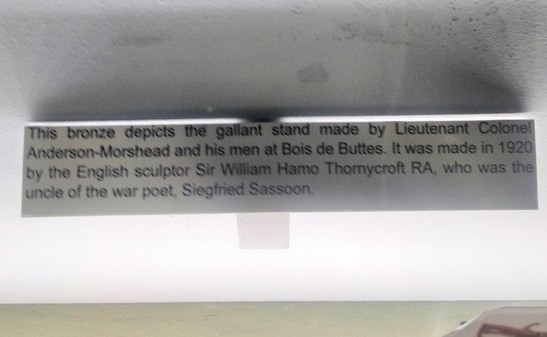 This bronze depicts the gallant stand made by Lieutenant Colonel
Anderson-Morshead and his men at Bois de Buttes. It was made in 1920
by the English sculptor Sir William Hamo Thornycroft RA, who was the
uncle of the war poet, Siegfried Sassoon.